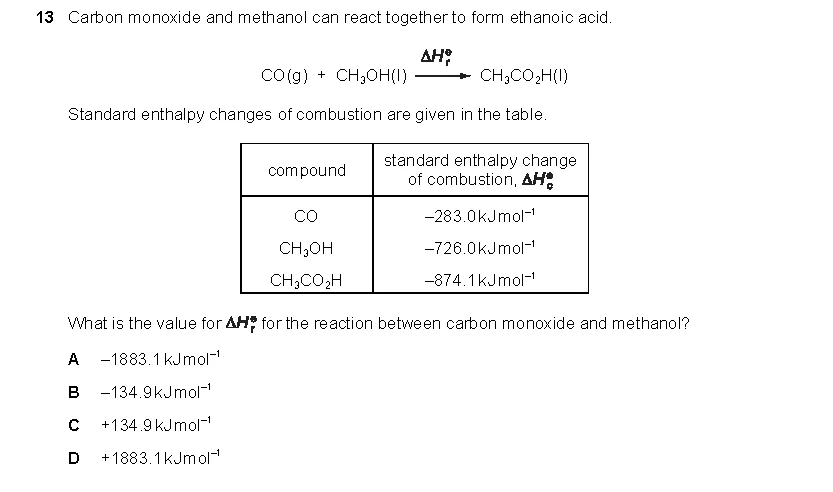 13 Carbon monoxide and methanol can react together to form ethanoic acid.
ΔH⦵r
CO(g) + CH₃OH(l) ⟶ CH₃CO₂H(l)
Standard enthalpy changes of combustion are given in the table.
compound
standard enthalpy change
of combustion, ΔH⦵c
CO –283.0 kJ mol⁻¹
CH₃OH –726.0 kJ mol⁻¹
CH₃CO₂H –874.1 kJ mol⁻¹
What is the value for ΔH⦵r for the reaction between carbon monoxide and methanol?
A –1883.1 kJ mol⁻¹
B –134.9 kJ mol⁻¹
C +134.9 kJ mol⁻¹
D +1883.1 kJ mol⁻¹